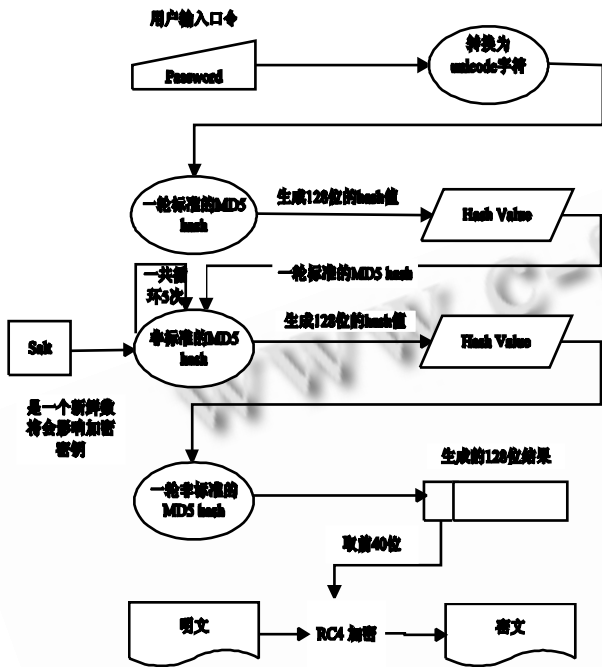 用户输入口令
Password
转换为
unicode字符
一轮标准的MD5
hash
生成128位的hash值
Hash Value
一共循
环5次
一轮标准的MD5 hash
Salt
非标准的MD5
hash
生成128位的hash值
Hash Value
是一个新鲜数
将会影响加密
密钥
一轮非标准的
MD5 hash
生成的128位结果
取前40位
明文
RC4 加密
密文
www c-s